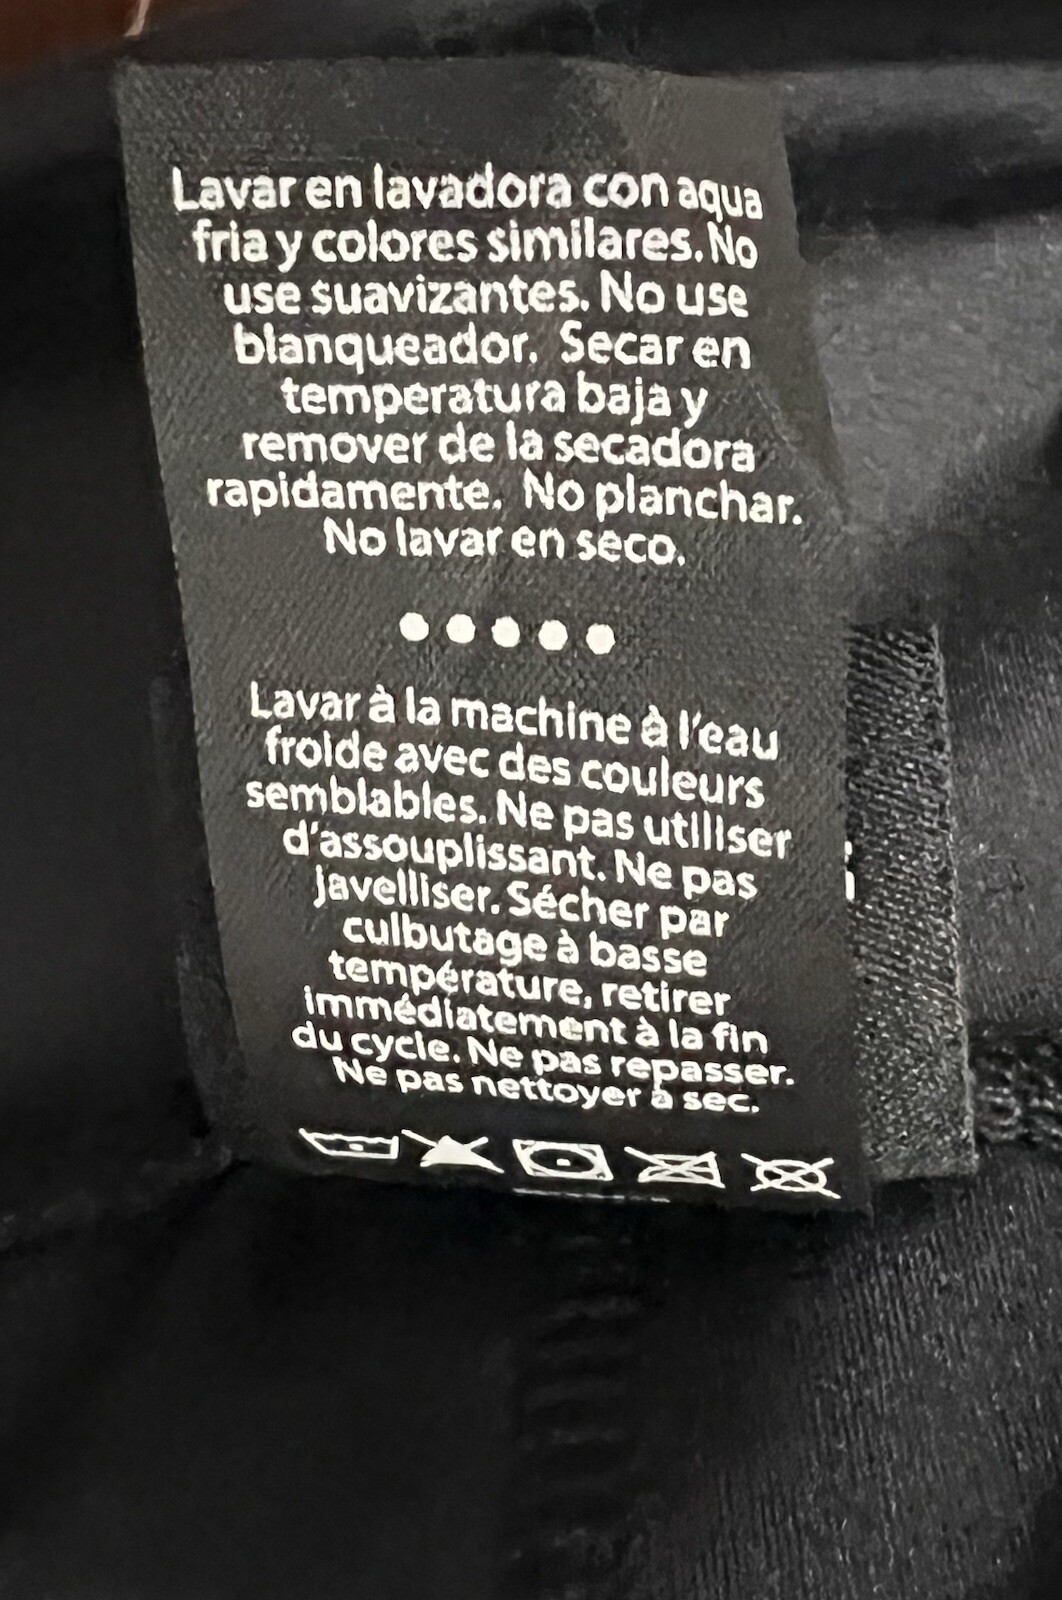 Lavar en lavadora con aqua
fria y colores similares. No
use suavizantes. No use
blanqueador. Secar en
temperatura baja y
remover de la secadora
rapidamente. No planchar.
No lavar en seco.
Lavar à la machine à l'eau
froide avec des couleurs
semblables. Ne pas utiliser
d'assouplissant. Ne pas
javelliser. Sécher par
culbutage à basse
température, retirer
immédiatement à la fin
du cycle. Ne pas repasser.
Ne pas nettoyer à sec.